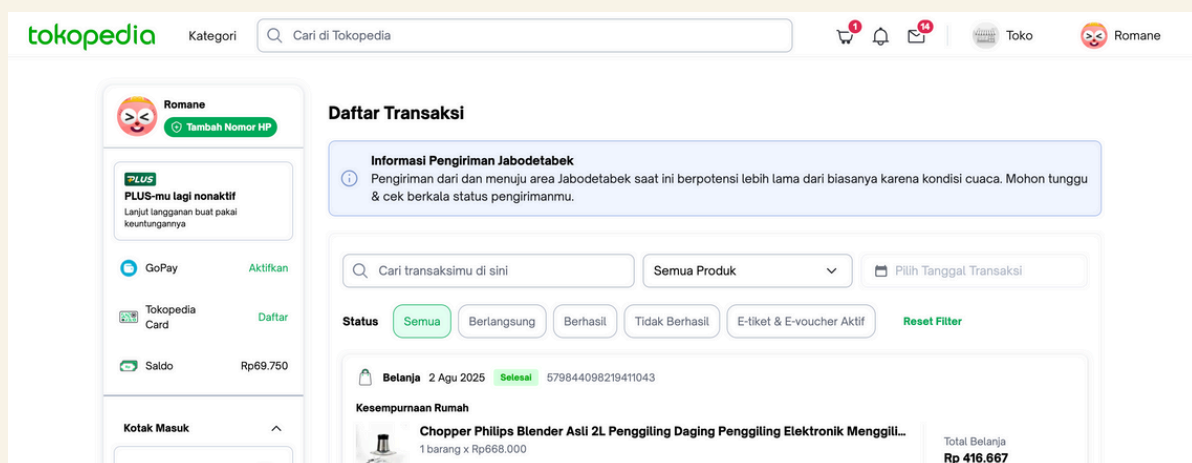 tokopedia
Kategori
Cari di Tokopedia
1
14
Toko
Romane
Romane
Tambah Nomor HP
PLUS
PLUS-mu lagi nonaktif
Lanjut langganan buat pakai
keuntungannya
GoPay
Aktifkan
Tokopedia
Card
Daftar
Saldo
Rp69.750
Kotak Masuk
Daftar Transaksi
Informasi Pengiriman Jabodetabek
Pengiriman dari dan menuju area Jabodetabek saat ini berpotensi lebih lama dari biasanya karena kondisi cuaca. Mohon tunggu
& cek berkala status pengirimanmu.
Cari transaksimu di sini
Semua Produk
Pilih Tanggal Transaksi
Status
Semua
Berlangsung
Berhasil
Tidak Berhasil
E-tiket & E-voucher Aktif
Reset Filter
Belanja 2 Agu 2025 Selesai 579844098219411043
Kesempurnaan Rumah
Chopper Philips Blender Asli 2L Penggiling Daging Penggiling Elektronik Menggili...
1 barang x Rp668.000
Total Belanja
Rp 416.667